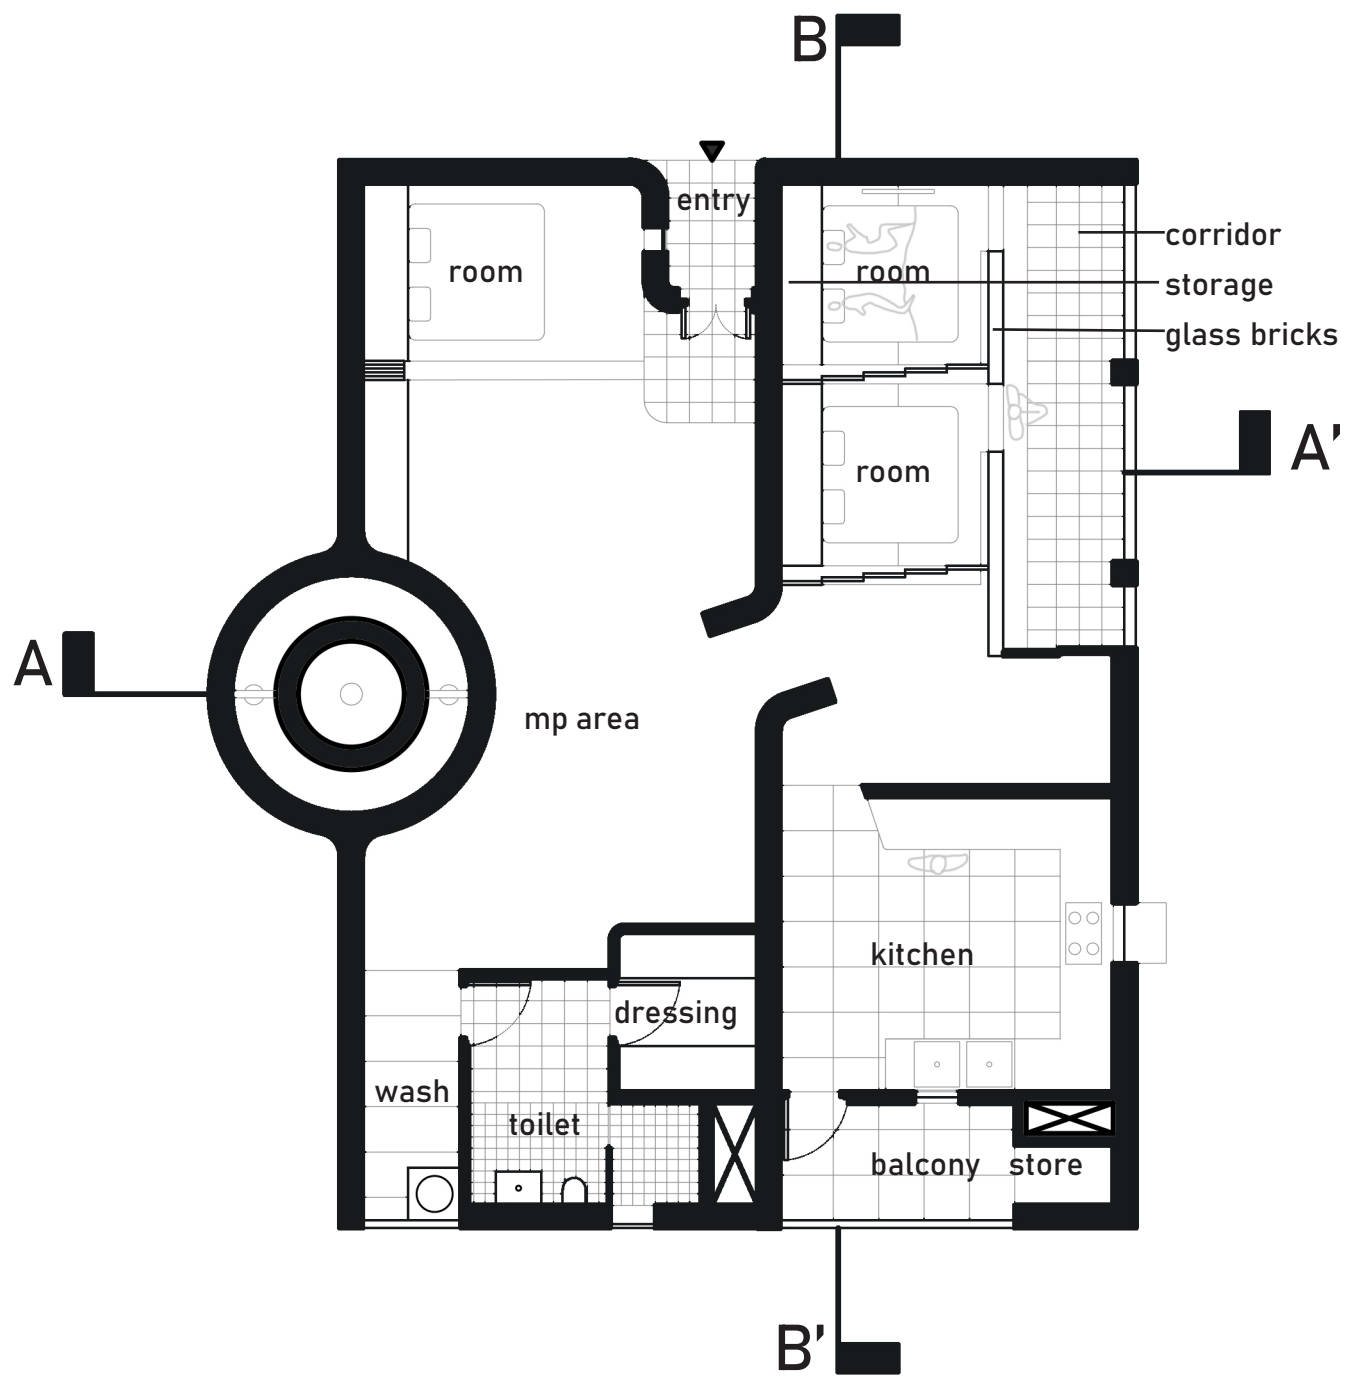 B
entry
corridor
room
room
storage
glass bricks
A’
room
A
mp area
kitchen
dressing
wash
toilet
balcony
store
B’